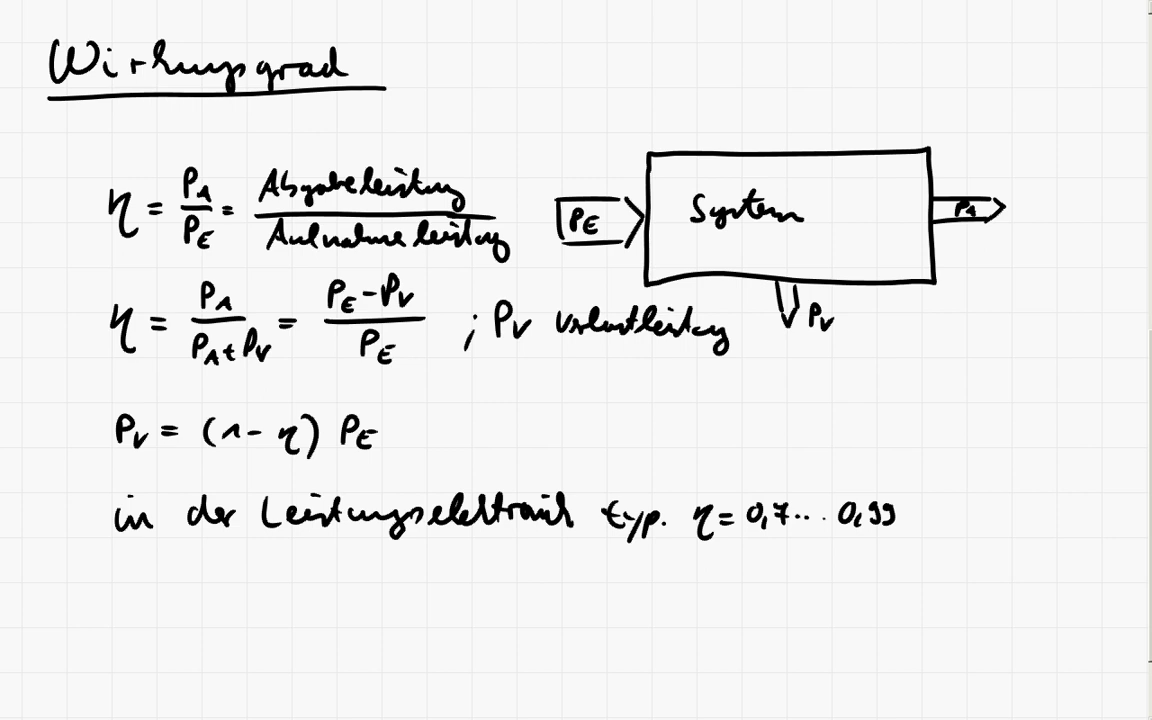 Wirkungsgrad
η = P_A / P_E = Abgabeleistung / Aufnahmeleistung
P_E
System
P_A
η = P_A / (P_A + P_V) = (P_E - P_V) / P_E ; P_V Verlustleistung
P_V
P_V = (1 - η) P_E
in der Leistungselektronik typ. η = 0,7... 0,99